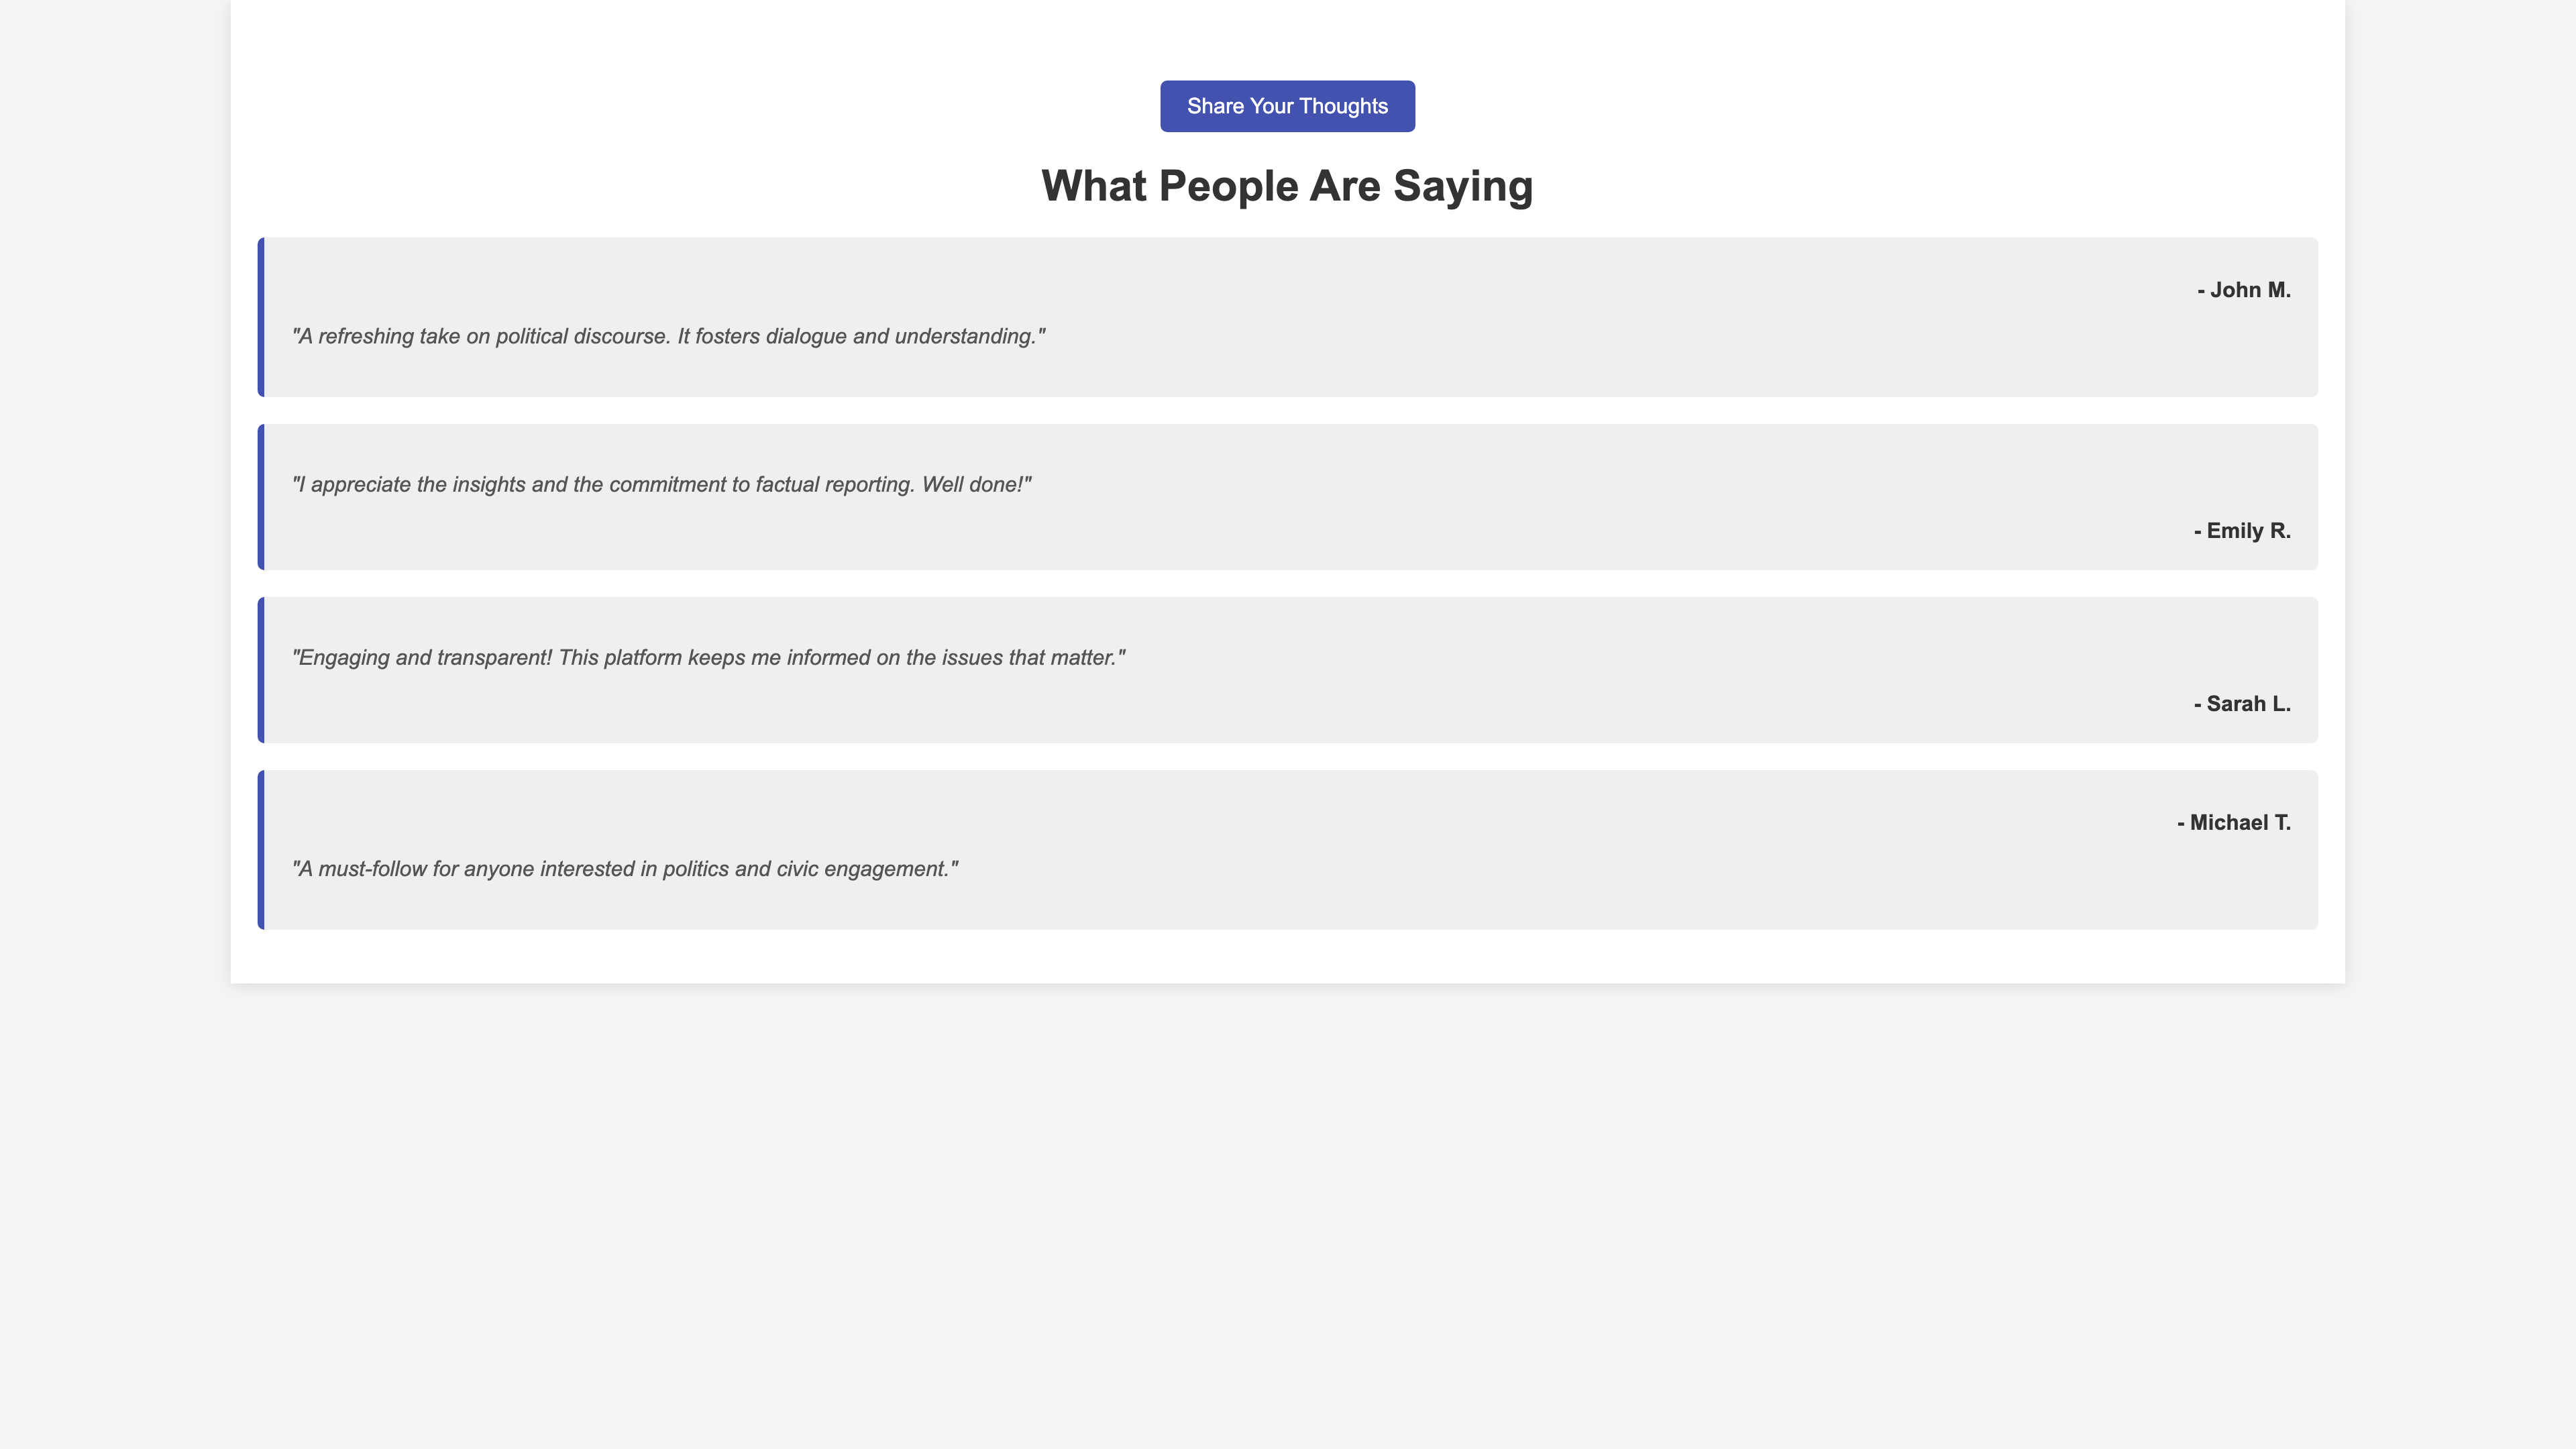 Share Your Thoughts
What People Are Saying
- John M.
"A refreshing take on political discourse. It fosters dialogue and understanding."
"I appreciate the insights and the commitment to factual reporting. Well done!"
- Emily R.
"Engaging and transparent! This platform keeps me informed on the issues that matter."
- Sarah L.
- Michael T.
"A must-follow for anyone interested in politics and civic engagement."